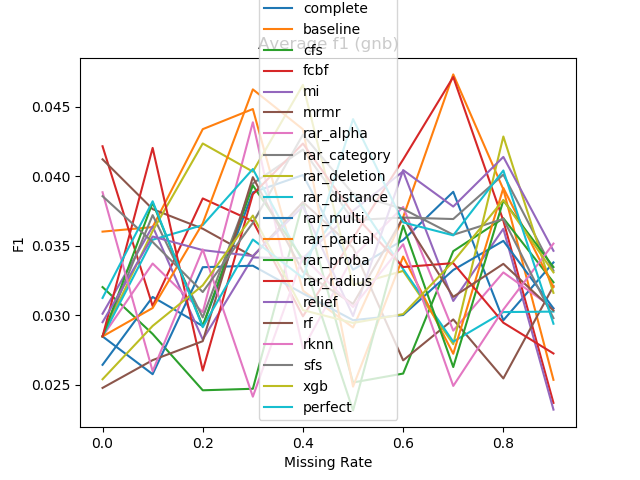 complete
baseline
Average f1 (gnb)
cfs
fcbf
mi
mrmr
rar_alpha
rar_category
rar_deletion
rar_distance
rar_multi
rar_partial
rar_proba
rar_radius
relief
rf
rknn
sfs
xgb
perfect
0.045
0.040
0.035
0.030
0.025
F1
0.0 0.2 0.4 0.6 0.8
Missing Rate